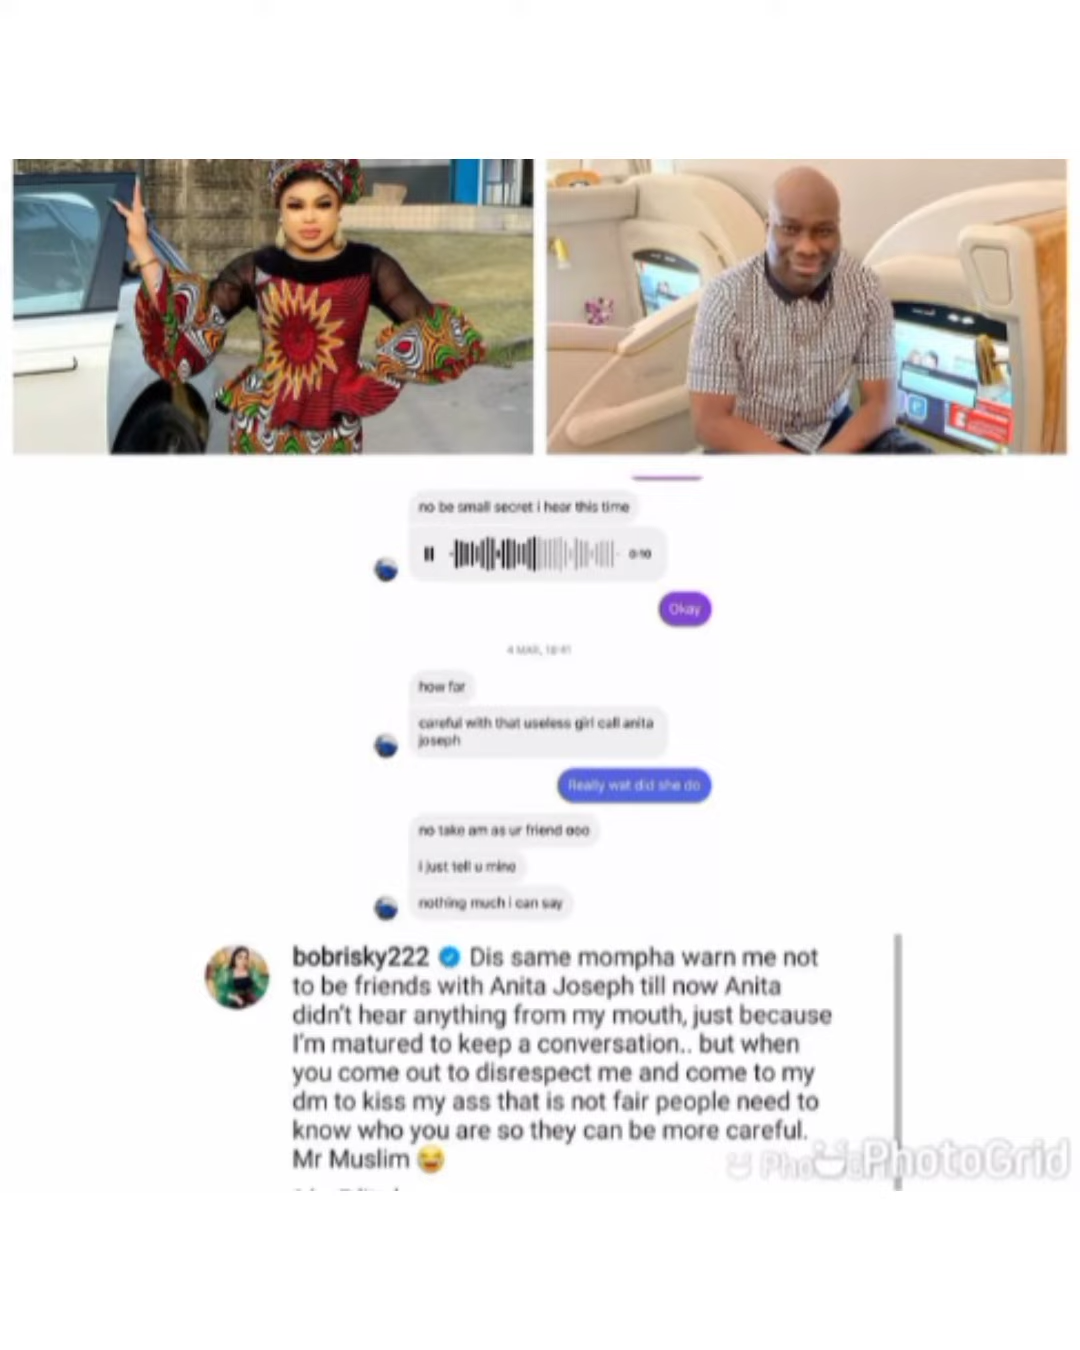 no be small secret i hear this time
0:10
Okay
4 MAR, 18:41
how far
careful with that useless girl call anita
joseph
Really wat did she do
no take am as ur friend ooo
i just tell u mine
nothing much i can say
bobrisky222 Dis same mompha warn me not
to be friends with Anita Joseph till now Anita
didn't hear anything from my mouth, just because
I'm matured to keep a conversation.. but when
you come out to disrespect me and come to my
dm to kiss my ass that is not fair people need to
know who you are so they can be more careful.
Mr Muslim 😂
PhotoGrid